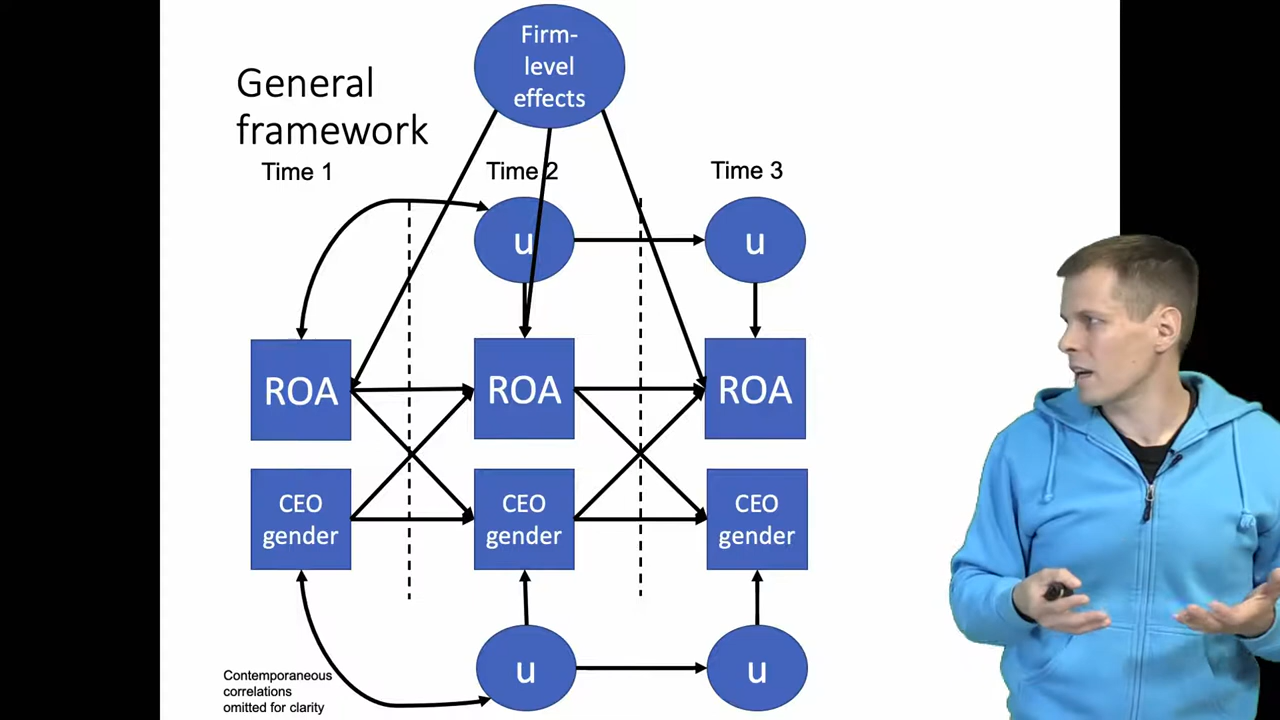 Firm-
level
effects
General
framework
Time 1
Time 2
Time 3
u
u
ROA
ROA
ROA
CEO
gender
CEO
gender
CEO
gender
u
u
Contemporaneous
correlations
omitted for clarity